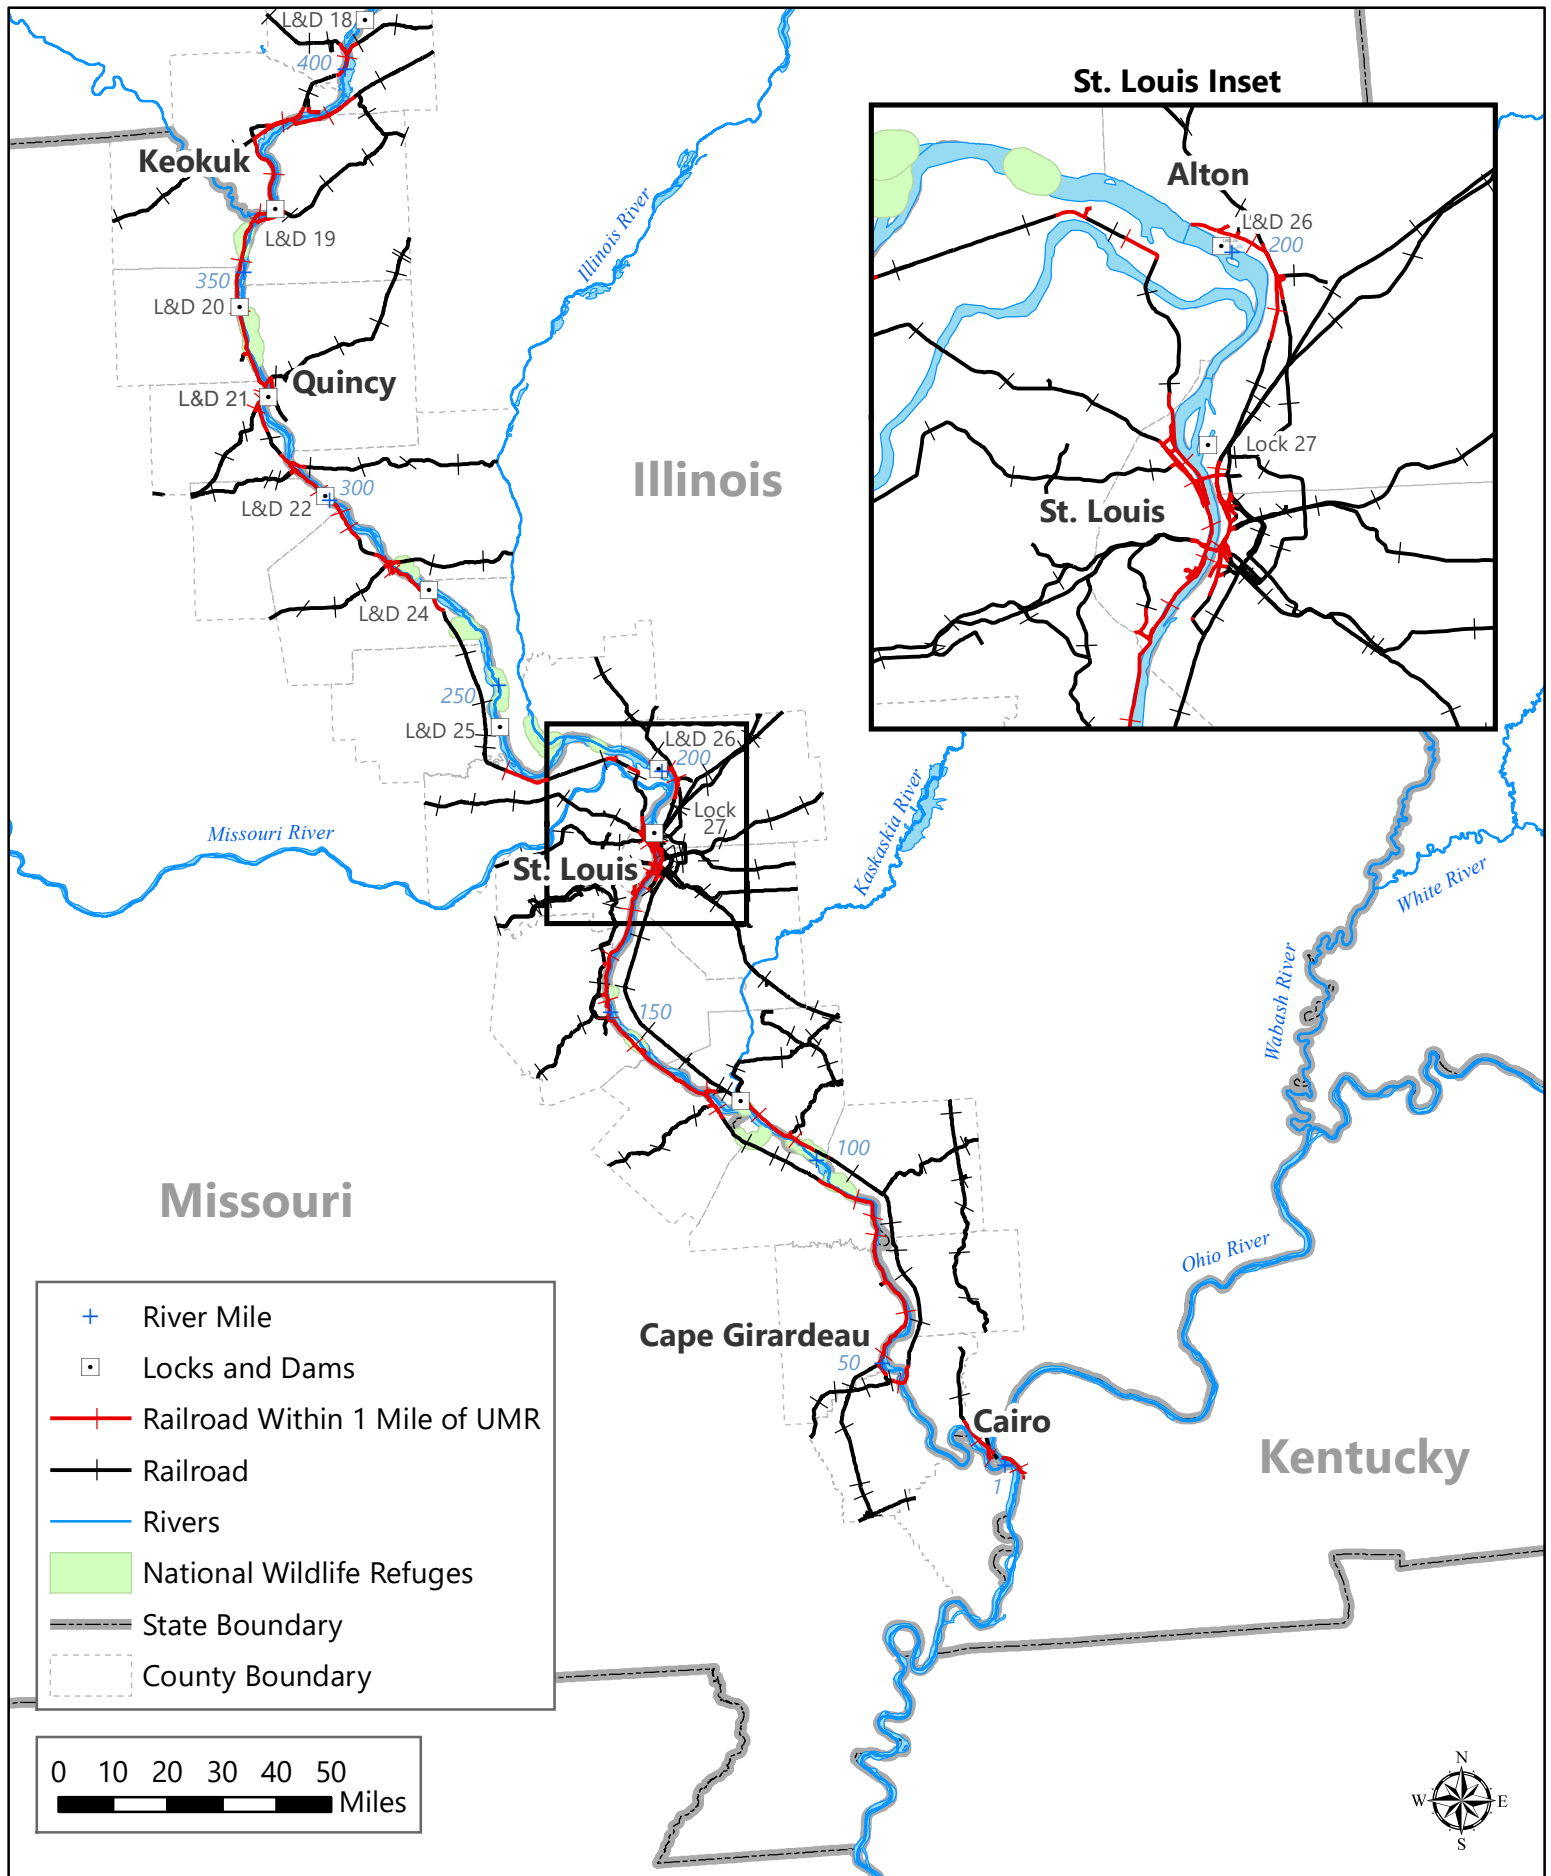 L&D 18
400
St. Louis Inset
Keokuk
Alton
L&D 26
200
L&D 19
Illinois River
350
L&D 20
Quincy
L&D 21
Lock 27
Illinois
300
L&D 22
St. Louis
L&D 24
250
L&D 25
L&D 26
200
Kaskaskia River
Lock
27
Missouri River
St. Louis
White River
Wabash River
150
100
Missouri
Ohio River
Cape Girardeau
50
Cairo
Kentucky
1
River Mile
Locks and Dams
Railroad Within 1 Mile of UMR
Railroad
Rivers
National Wildlife Refuges
State Boundary
County Boundary
0 10 20 30 40 50
Miles
N
W E
S